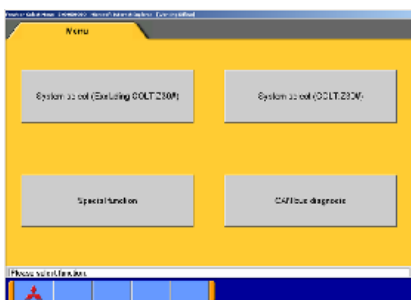 Menu
System select (Excluding COLT:Z30#)
System select (COLT:Z30#)
Special function
CAN bus diagnosis
Please select function.